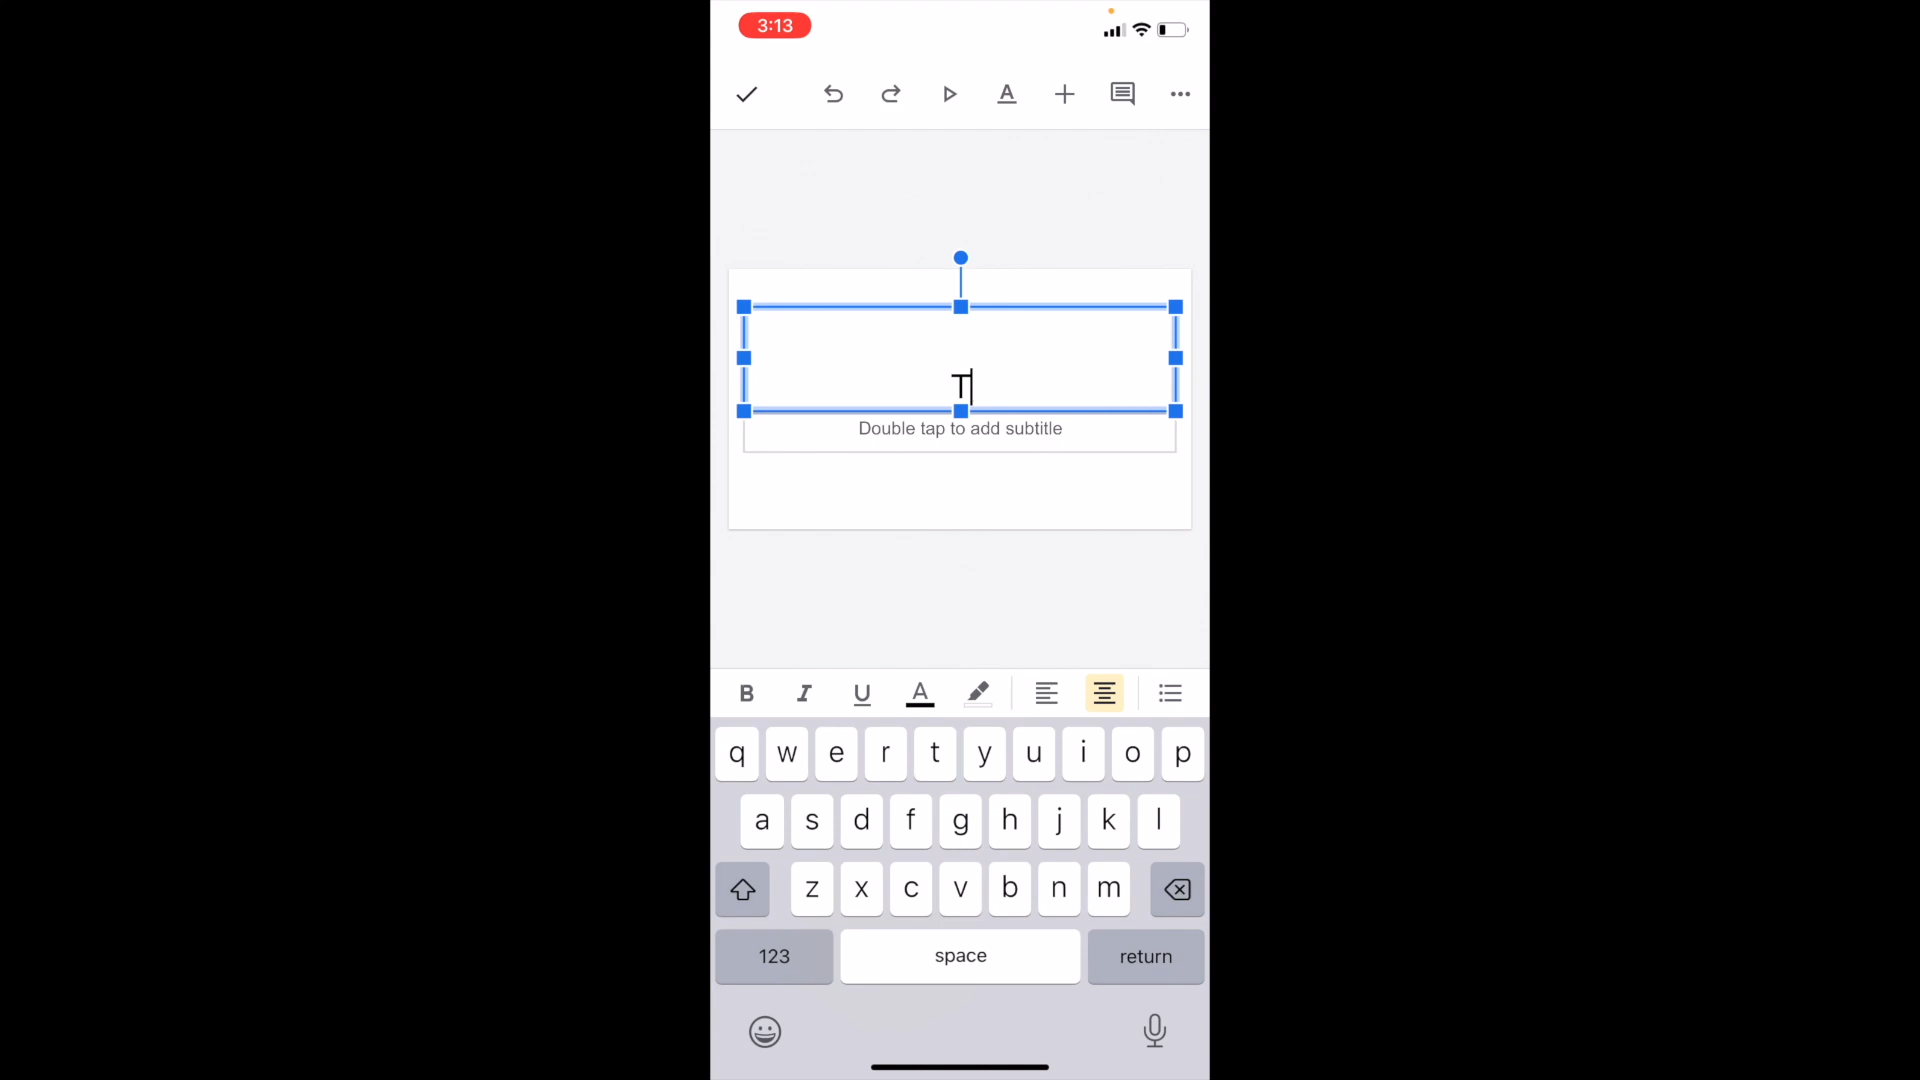 3:13
T
Double tap to add subtitle
B I U A
q w e r t y u i o p
a s d f g h j k l
z x c v b n m
123 space return